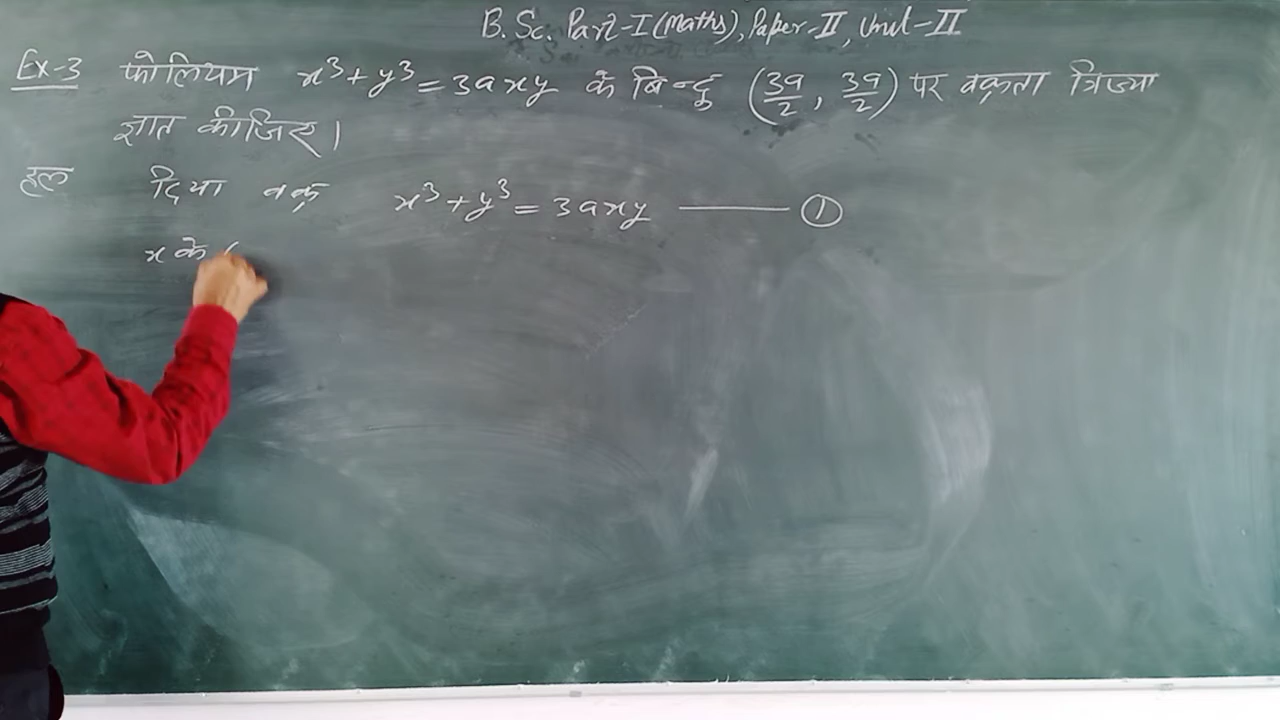 B.Sc. Part-I (Maths), Paper-II, Unit-II
Ex-3 फोलियम x³+y³=3axy के बिन्दु (3a/2, 3a/2) पर वक्रता त्रिज्या
ज्ञात कीजिए।
हल दिया वक्र x³+y³=3axy —— ①
x के